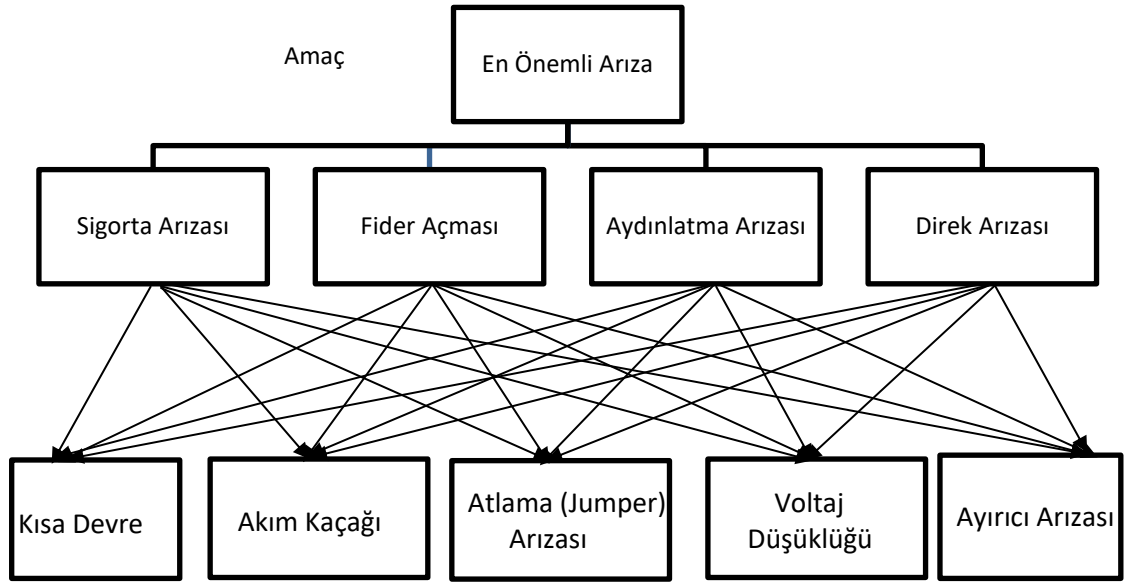 Amaç
En Önemli Arıza
Sigorta Arızası
Fider Açması
Aydınlatma Arızası
Direk Arızası
Kısa Devre
Akım Kaçağı
Atlama (Jumper)
Arızası
Voltaj
Düşüklüğü
Ayırıcı Arızası